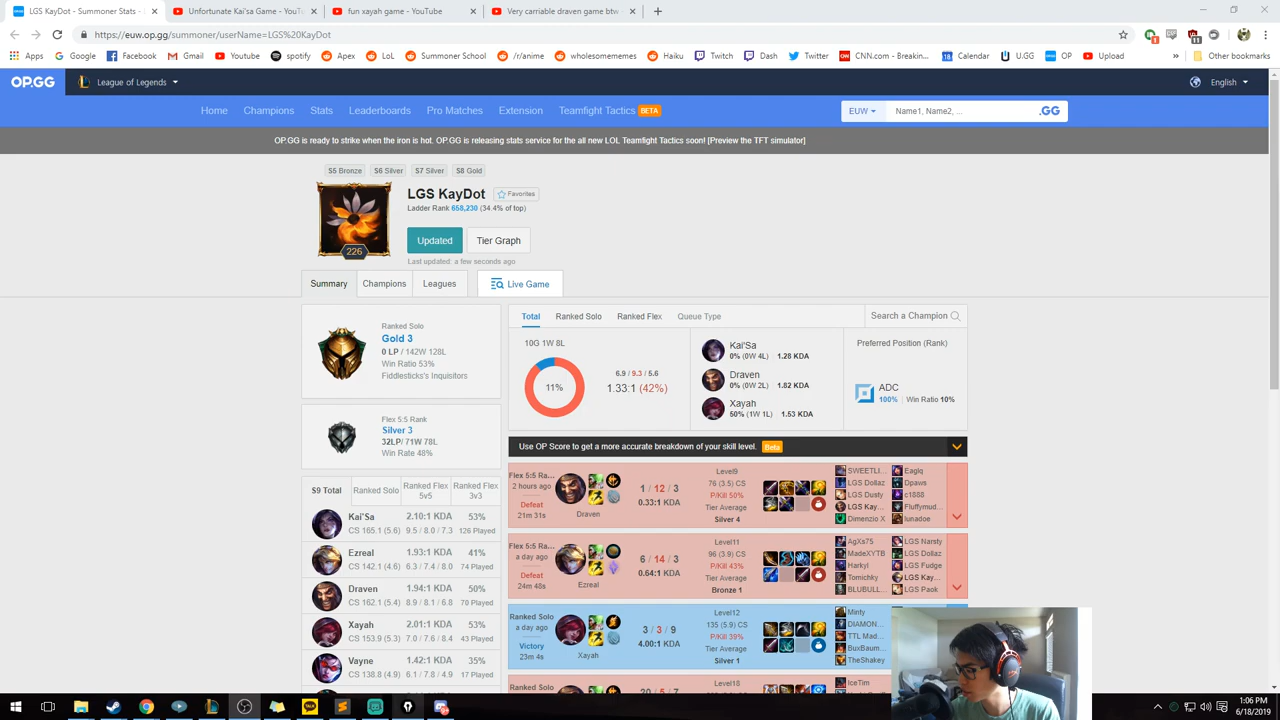 LGS KayDot - Summoner Stats -
Unfortunate Kai'sa Game - YouTu
fun xayah game - YouTube
Very carriable draven game btw
https://euw.op.gg/summoner/userName=LGS%20KayDot
Apps
Google
Facebook
Gmail
Youtube
spotify
Apex
LoL
Summoner School
/r/anime
wholesomememes
Haiku
Twitch
Dash
Twitter
CNN.com - Breakin...
Calendar
U.GG
OP
Upload
Other bookmarks
OP.GG
League of Legends
English
Home
Champions
Stats
Leaderboards
Pro Matches
Extension
Teamfight Tactics BETA
EUW
Name1, Name2, ...
.GG
OP.GG is ready to strike when the iron is hot. OP.GG is releasing stats service for the all new LOL Teamfight Tactics soon! [Preview the TFT simulator]
S5 Bronze S6 Silver S7 Silver S8 Gold
LGS KayDot
Favorites
Ladder Rank 658,230 (34.4% of top)
226
Updated
Tier Graph
Last updated: a few seconds ago
Summary
Champions
Leagues
Live Game
Ranked Solo
Gold 3
0 LP / 142W 128L
Win Ratio 53%
Fiddlesticks's Inquisitors
Flex 5:5 Rank
Silver 3
32LP/ 71W 78L
Win Rate 48%
S9 Total
Ranked Solo
Ranked Flex 5v5
Ranked Flex 3v3
Kai'Sa
CS 165.1 (5.6)
2.10:1 KDA
9.5 / 8.0 / 7.3
53%
126 Played
Ezreal
CS 142.1 (4.6)
1.93:1 KDA
6.3 / 7.4 / 8.0
41%
74 Played
Draven
CS 162.1 (5.4)
1.94:1 KDA
8.9 / 8.1 / 6.8
50%
70 Played
Xayah
CS 153.9 (5.3)
2.01:1 KDA
7.0 / 7.6 / 8.4
53%
43 Played
Vayne
CS 138.8 (4.9)
1.42:1 KDA
6.1 / 7.8 / 4.9
35%
17 Played
Total
Ranked Solo
Ranked Flex
Queue Type
Search a Champion
10G 1W 8L
11%
6.9 / 9.3 / 5.6
1.33:1 (42%)
Kai'Sa
0% (0W 4L) 1.28 KDA
Draven
0% (0W 2L) 1.82 KDA
Xayah
50% (1W 1L) 1.53 KDA
Preferred Position (Rank)
ADC
100% Win Ratio 10%
Use OP Score to get a more accurate breakdown of your skill level. Beta
Flex 5:5 Ra...
2 hours ago
Defeat
21m 31s
Draven
1 / 12 / 3
0.33:1 KDA
Level9
76 (3.5) CS
P/Kill 50%
Tier Average
Silver 4
SWEETLI...
LGS Dollaz
LGS Dusty
LGS Kay...
Dimenzio X
Eaglq
Dpaws
c1888
Fluffymud...
lunadoe
Flex 5:5 Ra...
a day ago
Defeat
24m 48s
Ezreal
6 / 14 / 3
0.64:1 KDA
Level11
96 (3.9) CS
P/Kill 43%
Tier Average
Bronze 1
AgXs75
MadeXYTB
Harkyl
Tomichky
BLUBULL...
LGS Narsty
LGS Dollaz
LGS Fudge
LGS Kay...
LGS Paok
Ranked Solo
a day ago
Victory
23m 4s
Xayah
3 / 3 / 9
4.00:1 KDA
Level12
135 (5.9) CS
P/Kill 39%
Tier Average
Silver 1
Minty
DIAMON...
TTL Mad...
BuxBaum...
TheShakey
Ranked Solo
20 / 5 / 7
Level18
IceTim
1:06 PM
6/18/2019